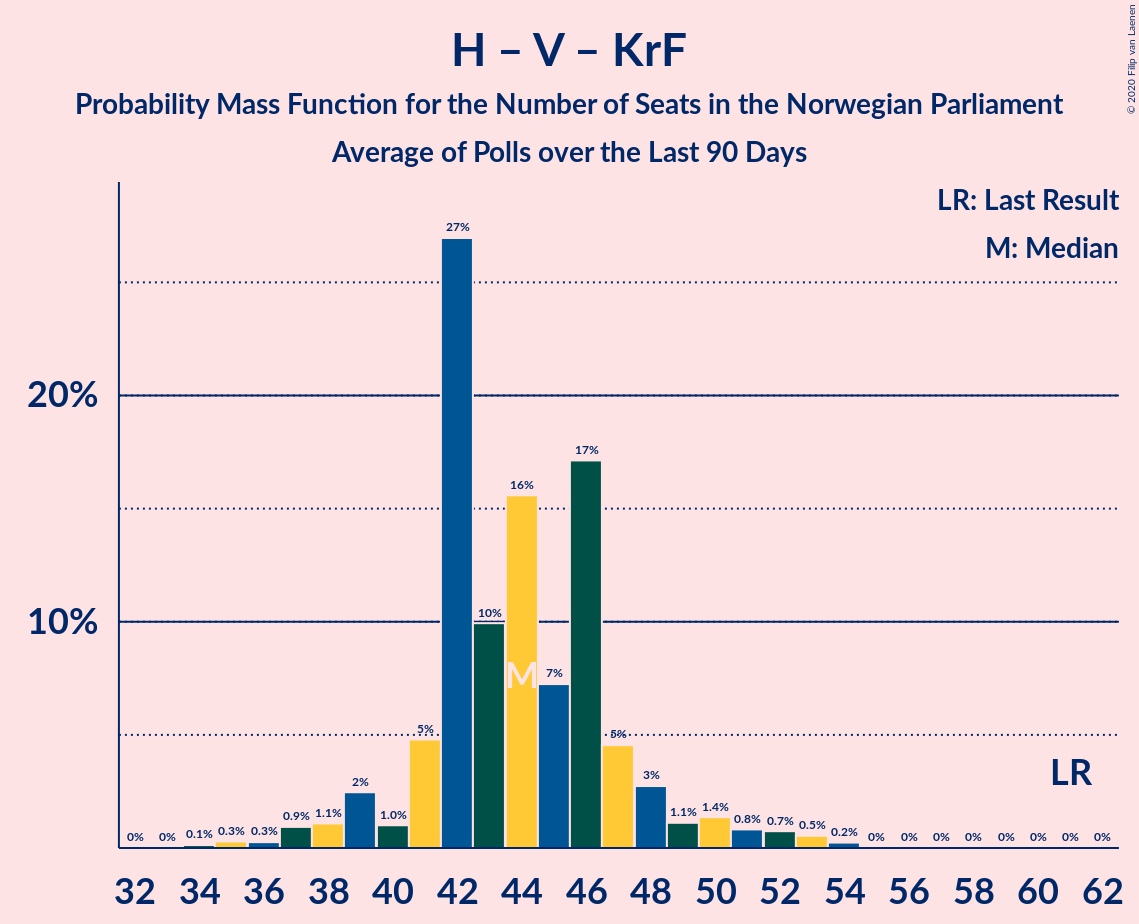 H – V – KrF
Probability Mass Function for the Number of Seats in the Norwegian Parliament
Average of Polls over the Last 90 Days
© 2020 Filip van Laenen
LR: Last Result
M: Median
20%
10%
0% 0% 0.1% 0.3% 0.3% 0.9% 1.1% 2% 1.0% 5% 27% 10% 16% 7% 17% 5% 3% 1.1% 1.4% 0.8% 0.7% 0.5% 0.2% 0% 0% 0% 0% 0% 0% 0% 0%
M
LR
32 34 36 38 40 42 44 46 48 50 52 54 56 58 60 62